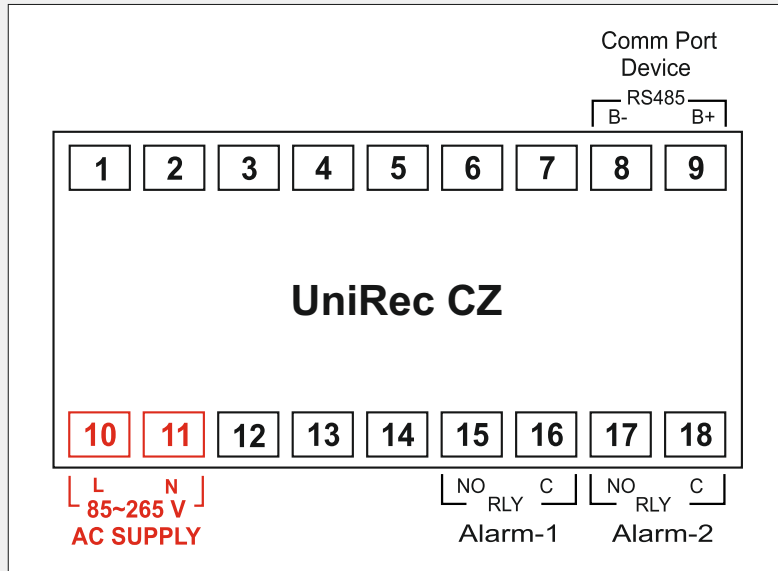 Comm Port
Device
RS485
B- B+
1 2 3 4 5 6 7 8 9
UniRec CZ
10 11 12 13 14 15 16 17 18
L N NO C NO C
85~265 V RLY RLY
AC SUPPLY Alarm-1 Alarm-2